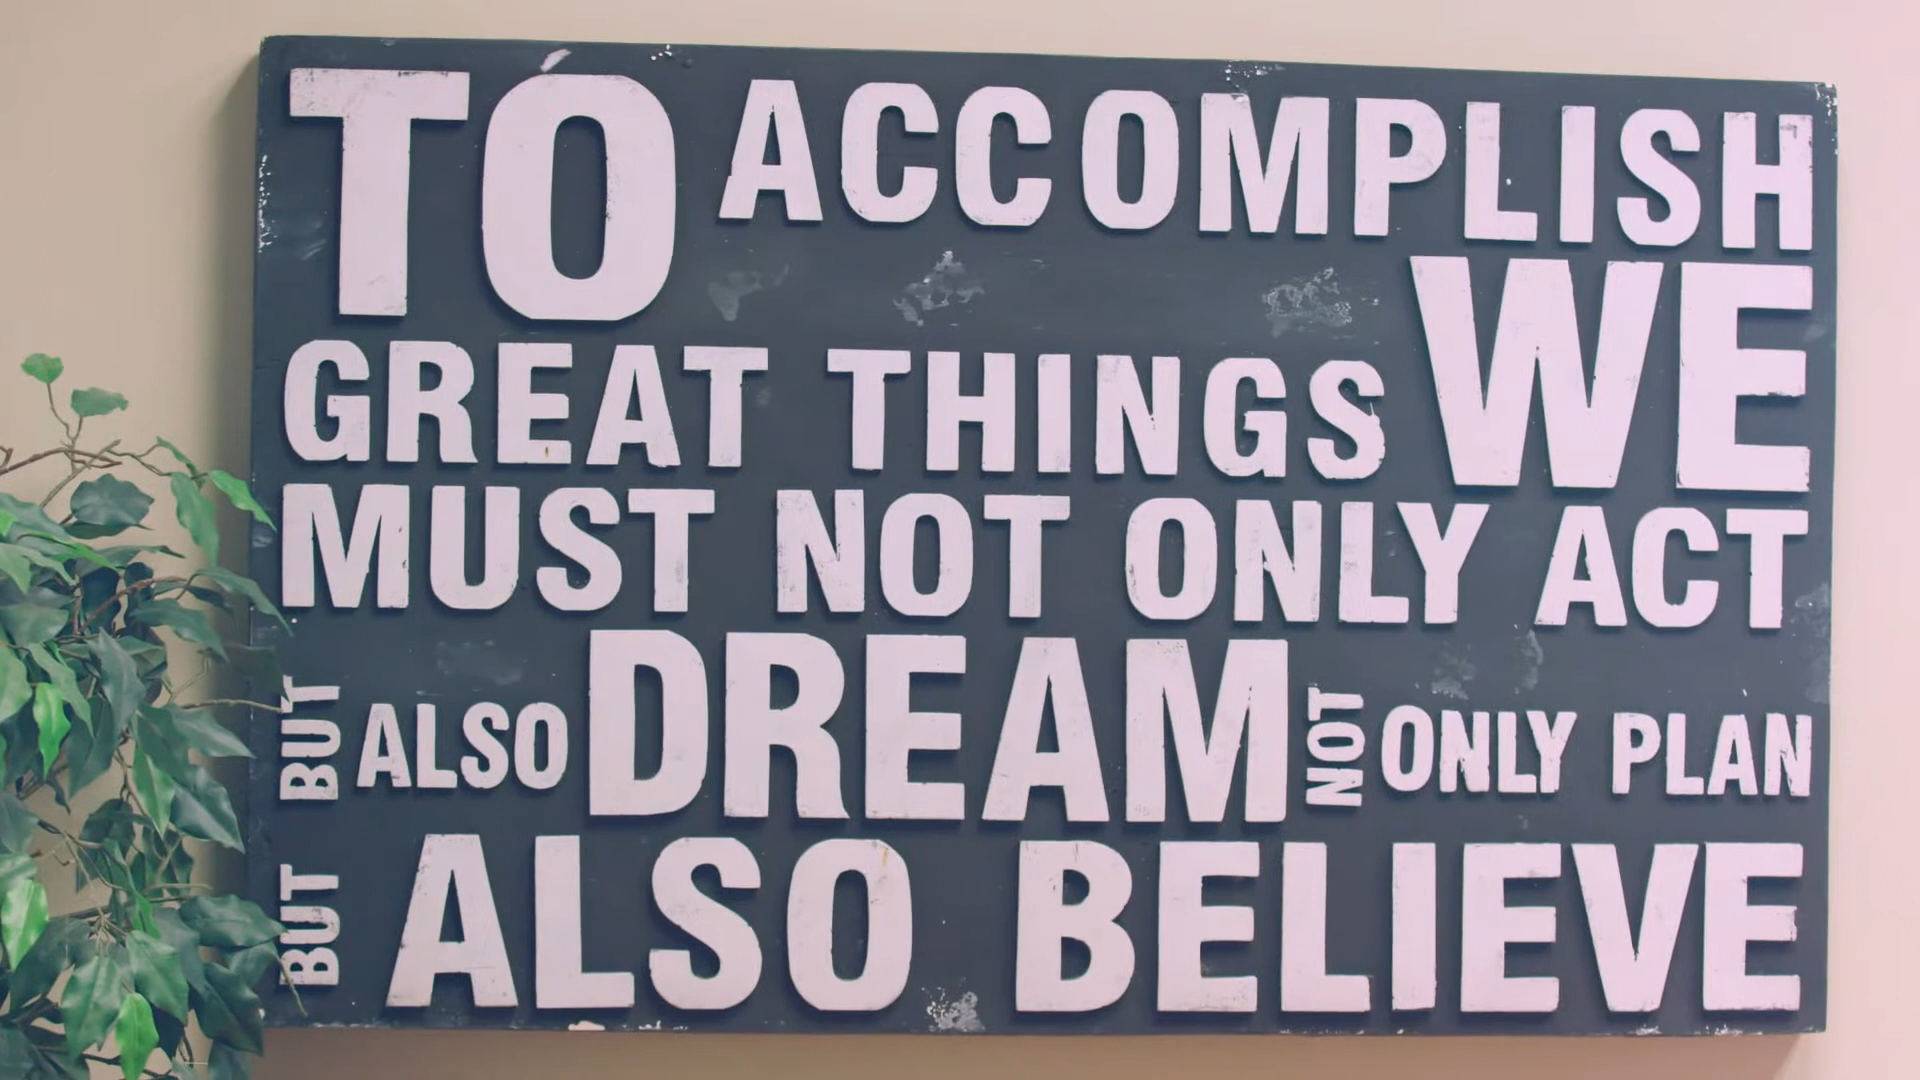 TO ACCOMPLISH
GREAT THINGS WE
MUST NOT ONLY ACT
BUT ALSO DREAM NOT ONLY PLAN
BUT ALSO BELIEVE